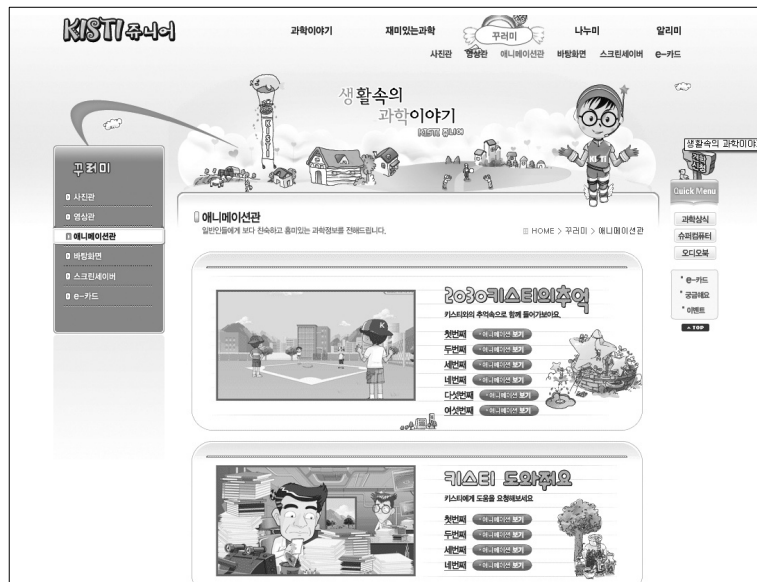 KISTI 쥬니어
과학이야기 재미있는과학 꾸러미 나누미 알리미
사진관 영상관 애니메이션관 바탕화면 스크린세이버 e-카드
생활속의
과학이야기
KISTI 쥬니어
KISTI
KISTI
꾸러미
사진관
영상관
애니메이션관
바탕화면
스크린세이버
e-카드
애니메이션관
일반인들에게 보다 친숙하고 흥미있는 과학정보를 전해드립니다.
HOME > 꾸러미 > 애니메이션관
생활속의 과학이야
견학
신청
Quick Menu
과학상식
슈퍼컴퓨터
오디오북
e-카드
궁금해요
이벤트
TOP
2030키스티의추억
키스티와의 추억속으로 함께 들어가보아요.
첫번째 애니메이션 보기
두번째 애니메이션 보기
세번째 애니메이션 보기
네번째 애니메이션 보기
다섯번째 애니메이션 보기
여섯번째 애니메이션 보기
K
키스티 도와줘요
키스티에게 도움을 요청해보세요
첫번째 애니메이션 보기
두번째 애니메이션 보기
세번째 애니메이션 보기
네번째 애니메이션 보기